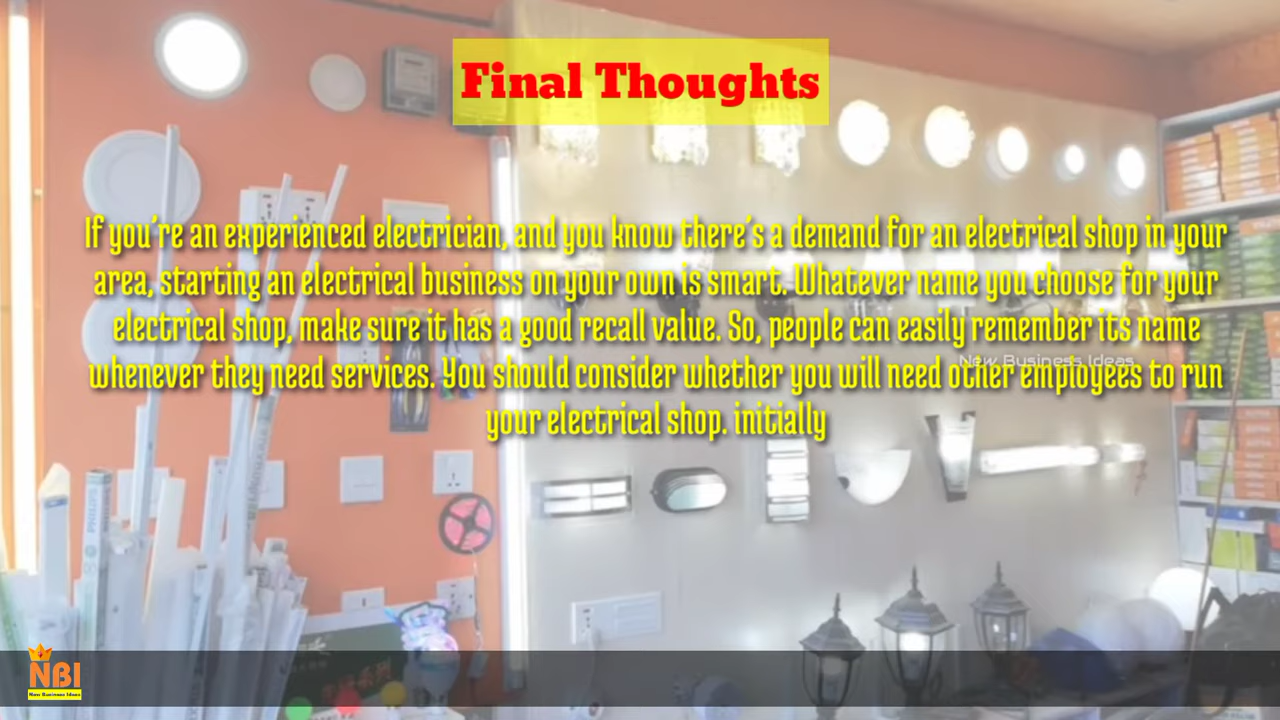 Final Thoughts
If you're an experienced electrician, and you know there's a demand for an electrical shop in your
area, starting an electrical business on your own is smart. Whatever name you choose for your
electrical shop, make sure it has a good recall value. So, people can easily remember its name
New Business Ideas
whenever they need services. You should consider whether you will need other employees to run
your electrical shop. initially
PHILIPS
NBI
New Business Ideas